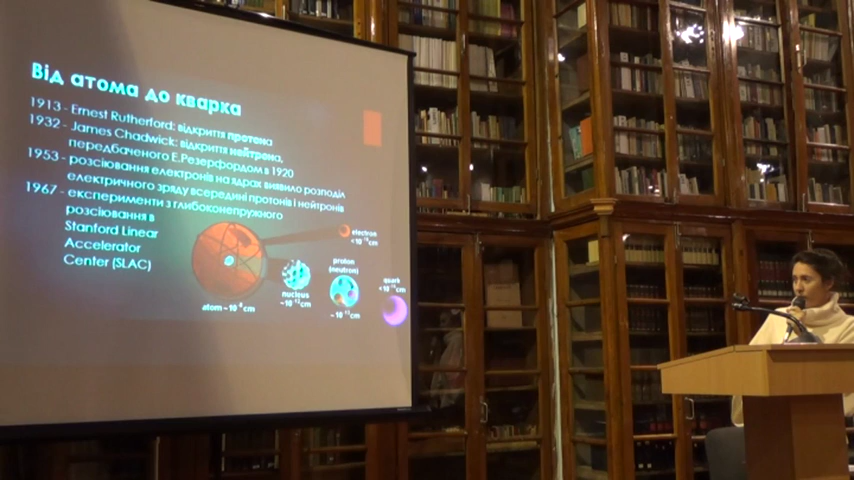 Від атома до кварка
1913 - Ernest Rutherford: відкриття протона
1932 - James Chadwick: відкриття нейтрона,
передбаченого Е.Резерфордом в 1920
1953 - розсіювання електронів на ядрах виявило розподіл
електричного зряду всередині протонів і нейтронів
1967 - експерименти з глибоконепружного
розсіювання в
Stanford Linear
Accelerator
Center (SLAC)
electron
proton
(neutron)
quark
nucleus
atom ~ 10⁻⁸ cm